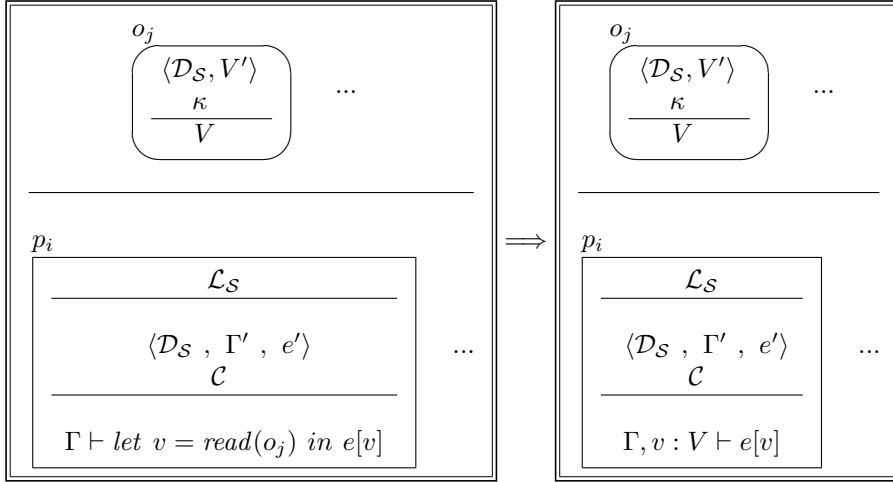 o_j
⟨𝒟_𝒮, V′⟩
κ
V
...
p_i
ℒ_𝒮
⟨𝒟_𝒮 , Γ′ , e′⟩
𝒞
Γ ⊢ let v = read(o_j) in e[v]
...
⟹
o_j
⟨𝒟_𝒮, V′⟩
κ
V
...
p_i
ℒ_𝒮
⟨𝒟_𝒮 , Γ′ , e′⟩
𝒞
Γ, v : V ⊢ e[v]
...